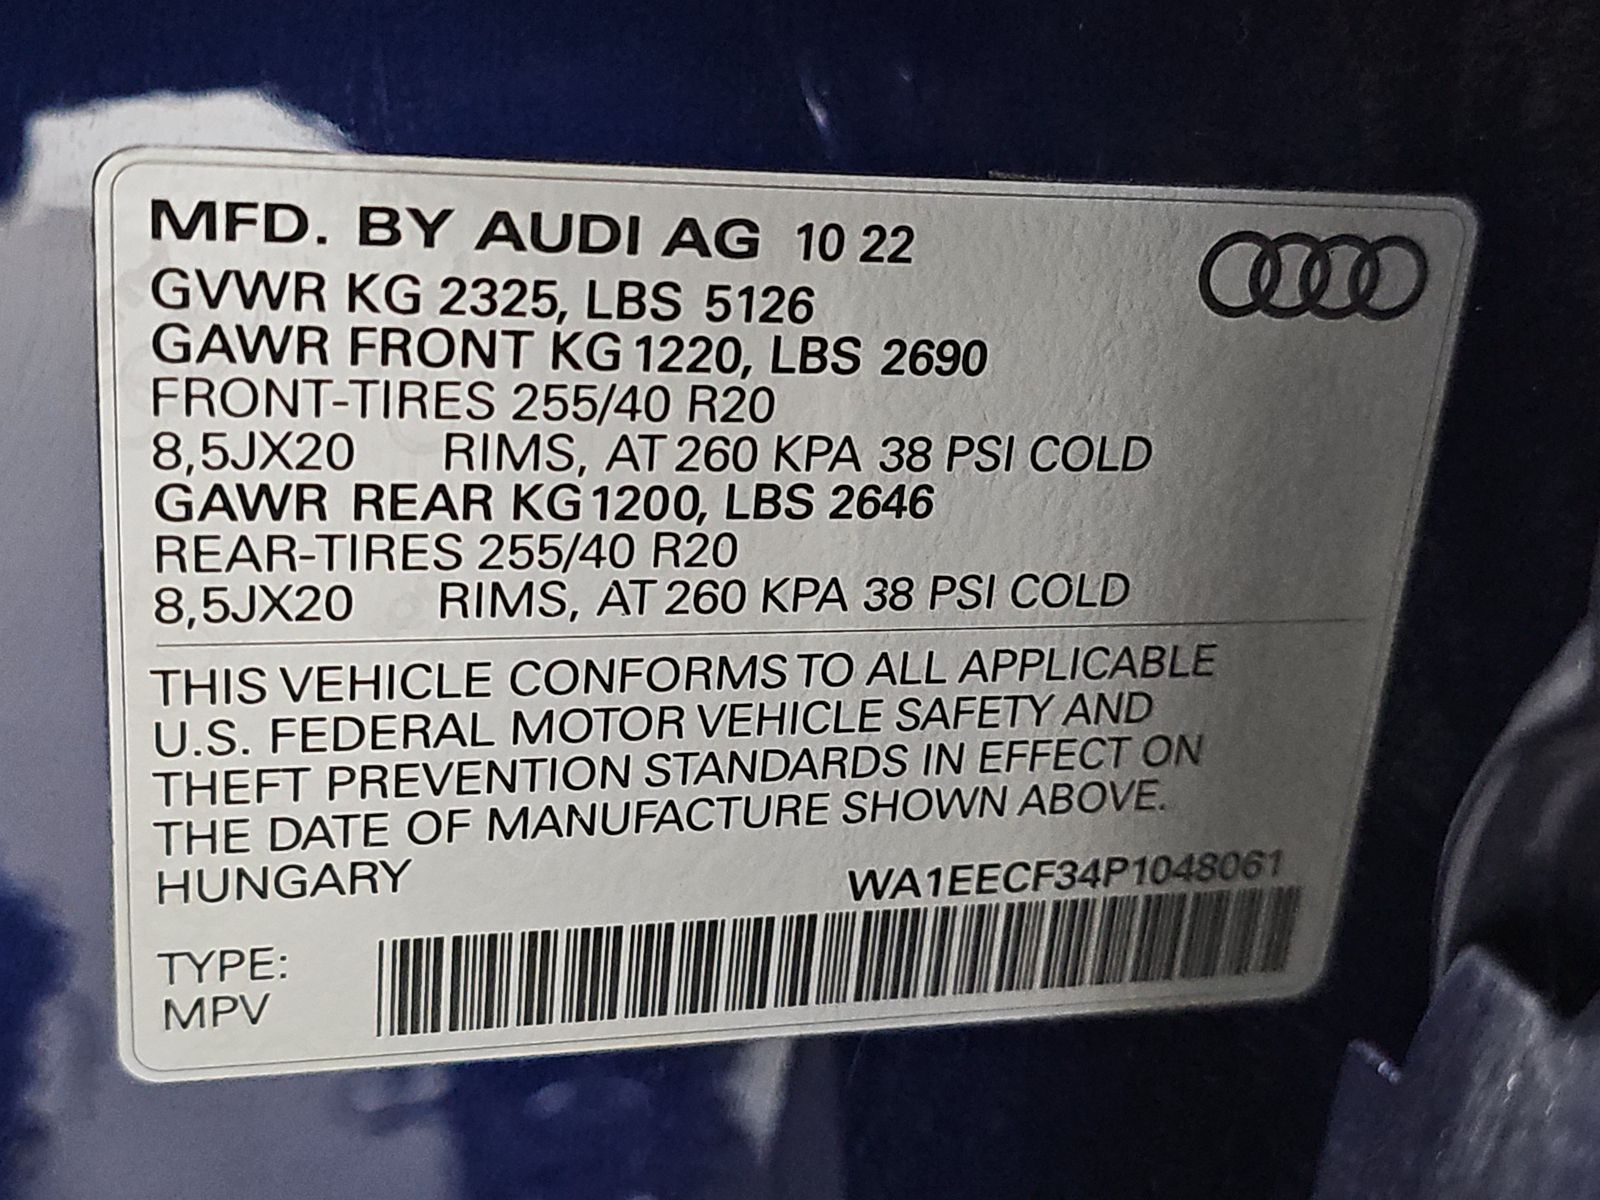 MFD. BY AUDI AG 10 22
GVWR KG 2325, LBS 5126
GAWR FRONT KG 1220, LBS 2690
FRONT-TIRES 255/40 R20
8,5JX20 RIMS, AT 260 KPA 38 PSI COLD
GAWR REAR KG 1200, LBS 2646
REAR-TIRES 255/40 R20
8,5JX20 RIMS, AT 260 KPA 38 PSI COLD
THIS VEHICLE CONFORMS TO ALL APPLICABLE
U.S. FEDERAL MOTOR VEHICLE SAFETY AND
THEFT PREVENTION STANDARDS IN EFFECT ON
THE DATE OF MANUFACTURE SHOWN ABOVE.
HUNGARY WA1EECF34P1048061
TYPE:
MPV